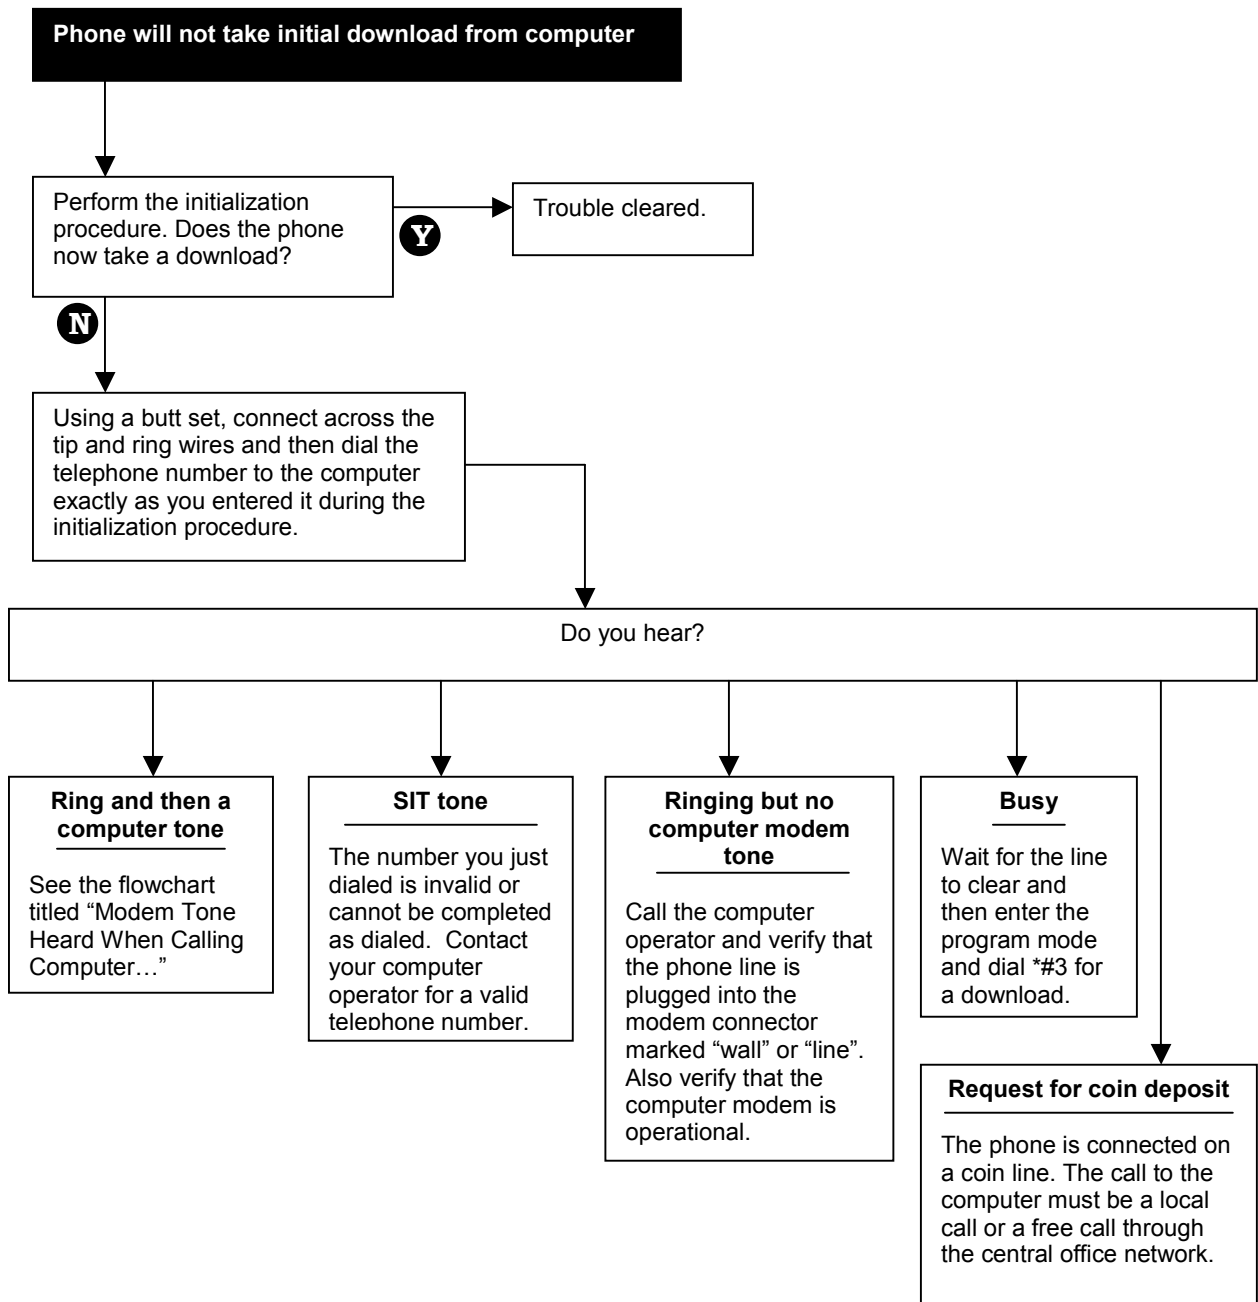 Phone will not take initial download from computer
Perform the initialization
procedure. Does the phone
now take a download?
Y
Trouble cleared.
N
Using a butt set, connect across the
tip and ring wires and then dial the
telephone number to the computer
exactly as you entered it during the
initialization procedure.
Do you hear?
Ring and then a
computer tone
See the flowchart
titled “Modem Tone
Heard When Calling
Computer…”
SIT tone
The number you just
dialed is invalid or
cannot be completed
as dialed.  Contact
your computer
operator for a valid
telephone number.
Ringing but no
computer modem
tone
Call the computer
operator and verify that
the phone line is
plugged into the
modem connector
marked “wall” or “line”.
Also verify that the
computer modem is
operational.
Busy
Wait for the line
to clear and
then enter the
program mode
and dial *#3 for
a download.
Request for coin deposit
The phone is connected on
a coin line. The call to the
computer must be a local
call or a free call through
the central office network.